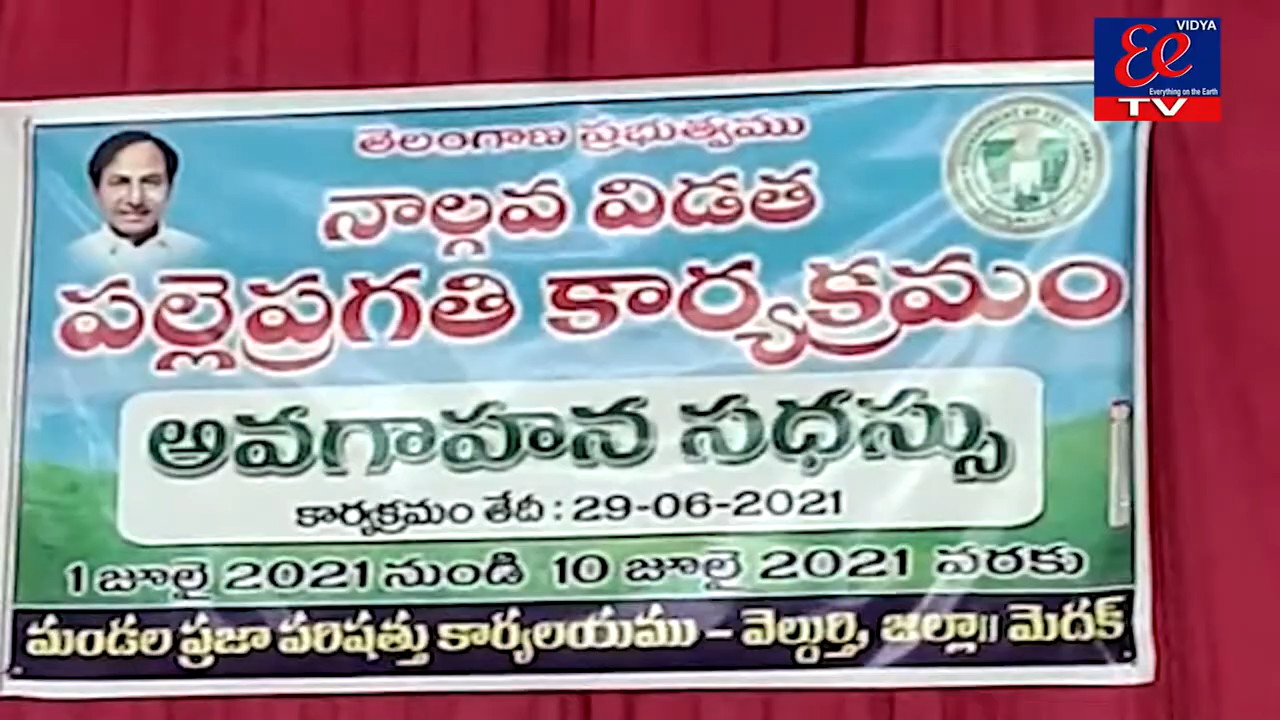 VIDYA
Ee
Everything on the Earth
TV
తెలంగాణ ప్రభుత్వము
నాల్గవ విడత
పల్లెప్రగతి కార్యక్రమం
అవగాహన సదస్సు
కార్యక్రమం తేదీ : 29-06-2021
1 జూలై 2021 నుండి 10 జూలై 2021 వరకు
మండల ప్రజా పరిషత్తు కార్యలయము – వెల్దుర్తి, జిల్లా॥ మెదక్